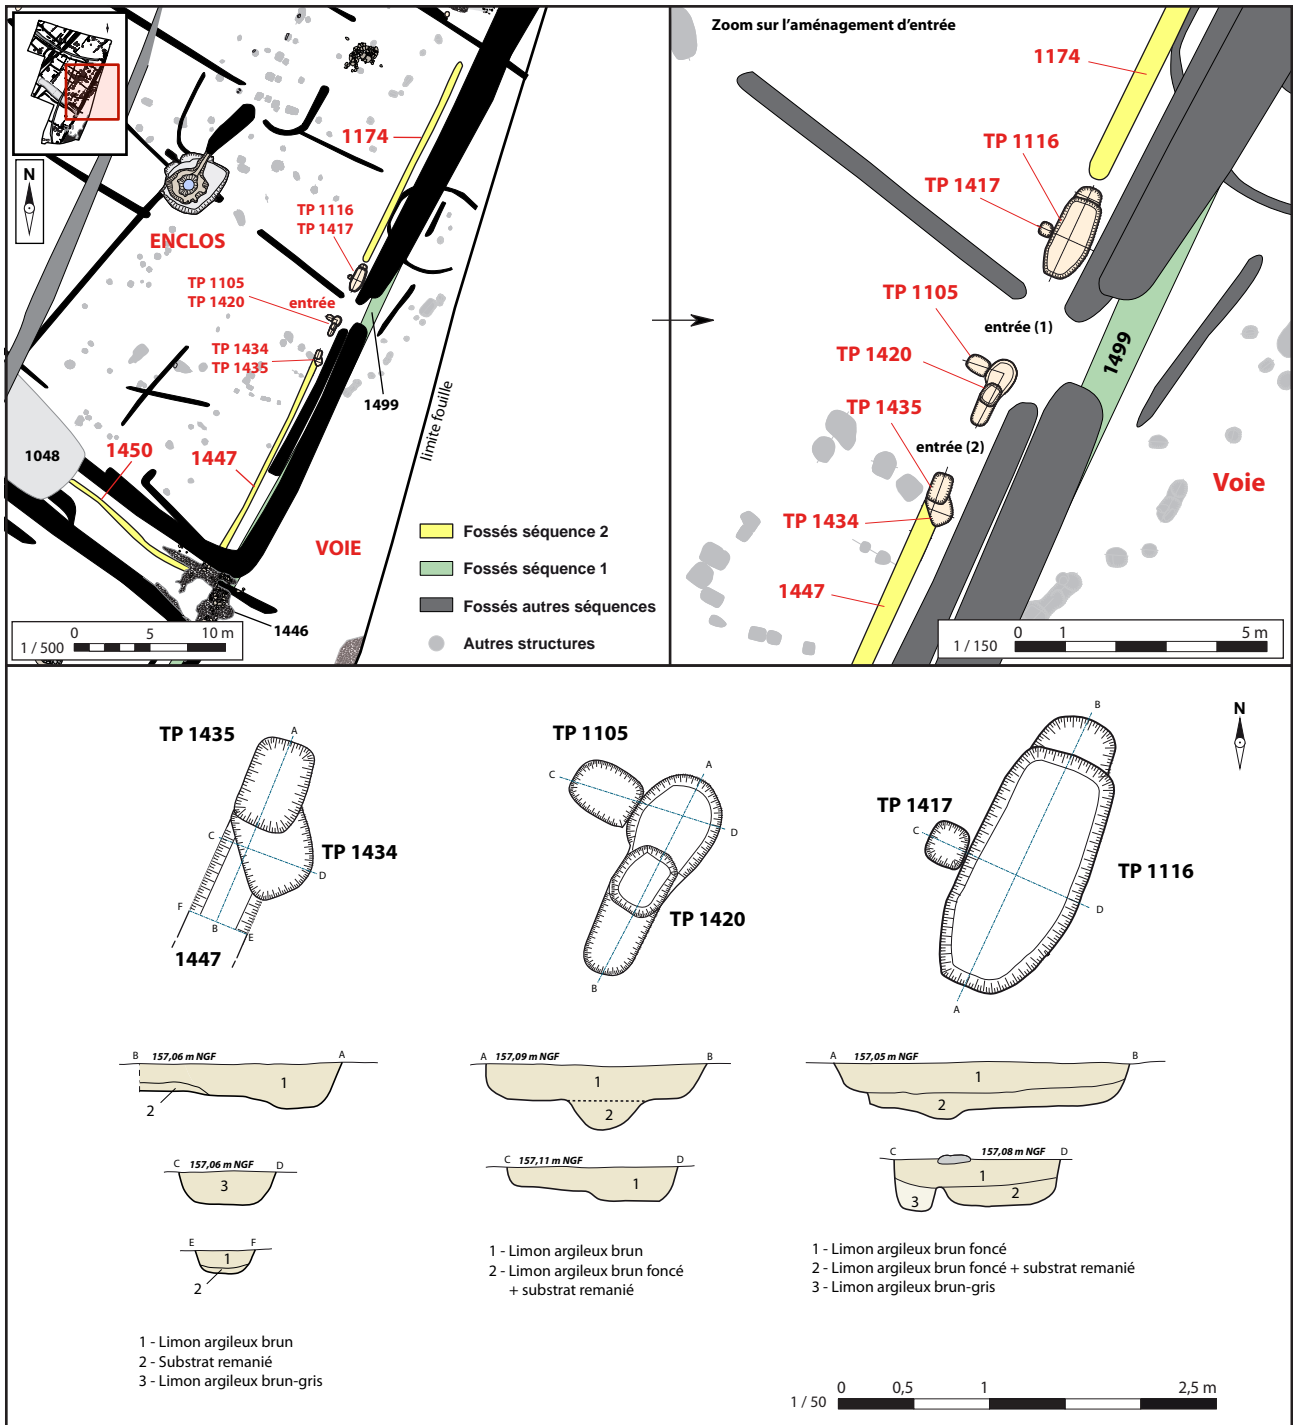 N
1174
ENCLOS
TP 1116
TP 1417
TP 1105
TP 1420
entrée
TP 1434
TP 1435
1499
limite fouille
1048
1450
1447
VOIE
1446
Fossés séquence 2
Fossés séquence 1
Fossés autres séquences
Autres structures
1 / 500
0 5 10 m
Zoom sur l'aménagement d'entrée
1174
TP 1116
TP 1417
TP 1105
entrée (1)
TP 1420
1499
TP 1435
entrée (2)
Voie
TP 1434
1447
1 / 150
0 1 5 m
N
TP 1435
A
C
TP 1434
D
F
B
E
1447
TP 1105
C
A
D
TP 1420
B
B
TP 1417
C
TP 1116
D
A
B 157,06 m NGF A
1
2
C 157,06 m NGF D
3
E F
1
2
1 - Limon argileux brun
2 - Substrat remanié
3 - Limon argileux brun-gris
A 157,09 m NGF B
1
2
C 157,11 m NGF D
1
1 - Limon argileux brun
2 - Limon argileux brun foncé
+ substrat remanié
A 157,05 m NGF B
1
2
C 157,08 m NGF D
1
2
3
1 - Limon argileux brun foncé
2 - Limon argileux brun foncé + substrat remanié
3 - Limon argileux brun-gris
1 / 50
0 0,5 1 2,5 m